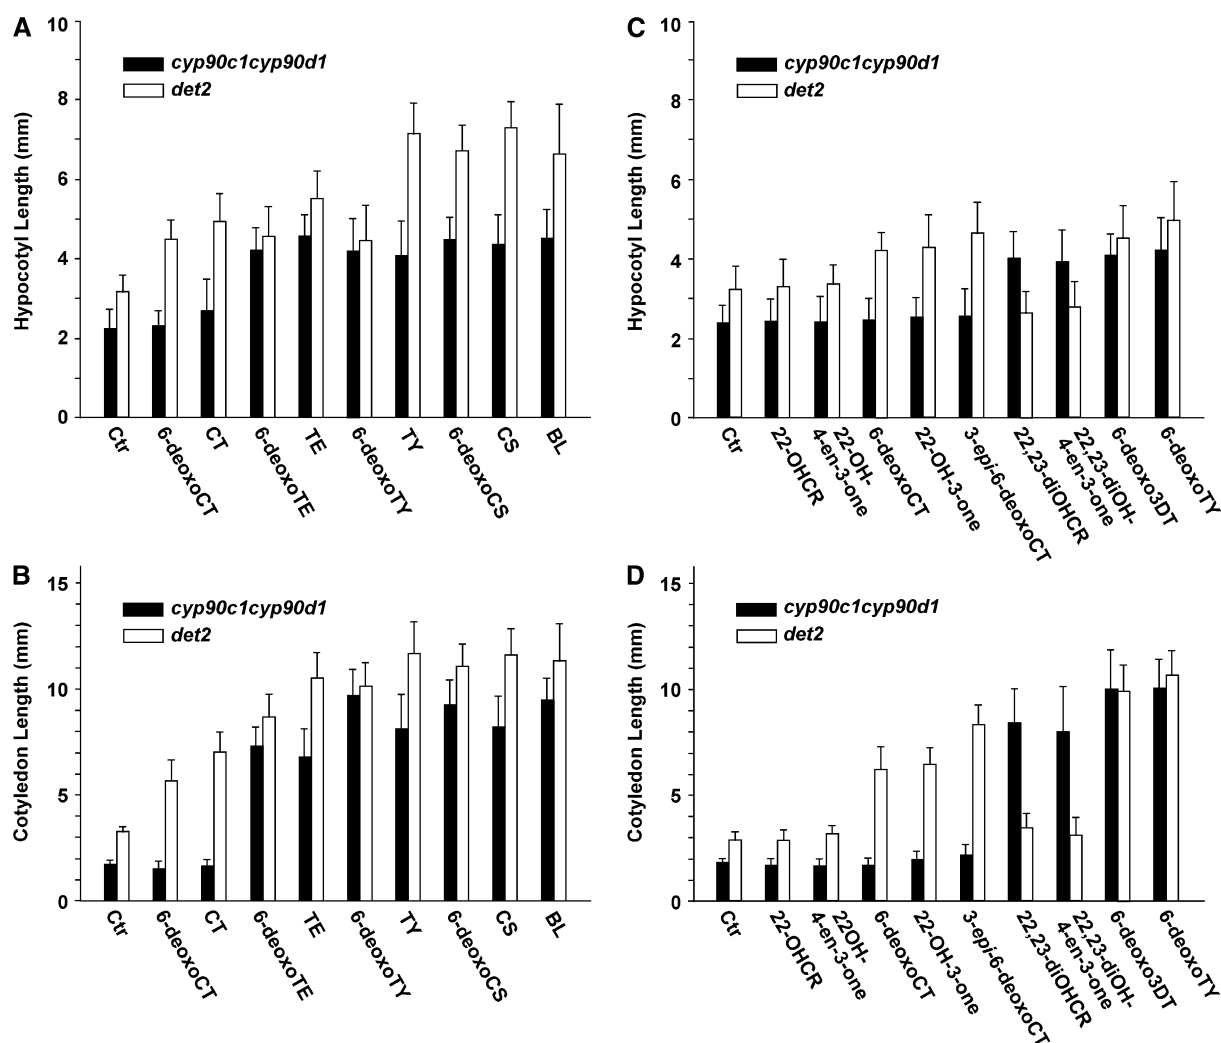 A
Hypocotyl Length (mm)
10
8
6
4
2
0
cyp90c1cyp90d1
det2
Ctr
6-deoxoCT
CT
6-deoxoTE
TE
6-deoxoTY
TY
6-deoxoCS
CS
BL
B
Cotyledon Length (mm)
15
10
5
0
cyp90c1cyp90d1
det2
Ctr
6-deoxoCT
CT
6-deoxoTE
TE
6-deoxoTY
TY
6-deoxoCS
CS
BL
C
Hypocotyl Length (mm)
10
8
6
4
2
0
cyp90c1cyp90d1
det2
Ctr
22-OHCR
22-OH-
4-en-3-one
6-deoxoCT
22-OH-3-one
3-epi-6-deoxoCT
22,23-diOHCR
22,23-diOH-
4-en-3-one
6-deoxo3DT
6-deoxoTY
D
Cotyledon Length (mm)
15
10
5
0
cyp90c1cyp90d1
det2
Ctr
22-OHCR
22OH-
4-en-3-one
6-deoxoCT
22-OH-3-one
3-epi-6-deoxoCT
22,23-diOHCR
22,23-diOH-
4-en-3-one
6-deoxo3DT
6-deoxoTY